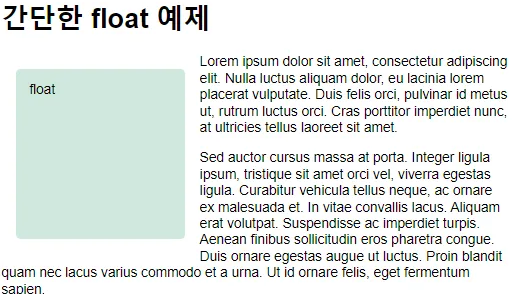 간단한 float 예제
float
Lorem ipsum dolor sit amet, consectetur adipiscing
elit. Nulla luctus aliquam dolor, eu lacinia lorem
placerat vulputate. Duis felis orci, pulvinar id metus
ut, rutrum luctus orci. Cras porttitor imperdiet nunc,
at ultricies tellus laoreet sit amet.
Sed auctor cursus massa at porta. Integer ligula
ipsum, tristique sit amet orci vel, viverra egestas
ligula. Curabitur vehicula tellus neque, ac ornare
ex malesuada et. In vitae convallis lacus. Aliquam
erat volutpat. Suspendisse ac imperdiet turpis.
Aenean finibus sollicitudin eros pharetra congue.
Duis ornare egestas augue ut luctus. Proin blandit
quam nec lacus varius commodo et a urna. Ut id ornare felis, eget fermentum
sapien.